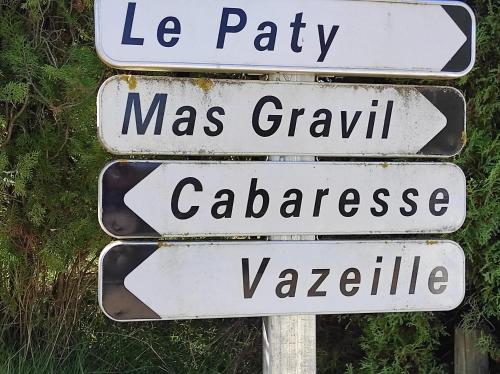 Le Paty
Mas Gravil
Cabaresse
Vazeille